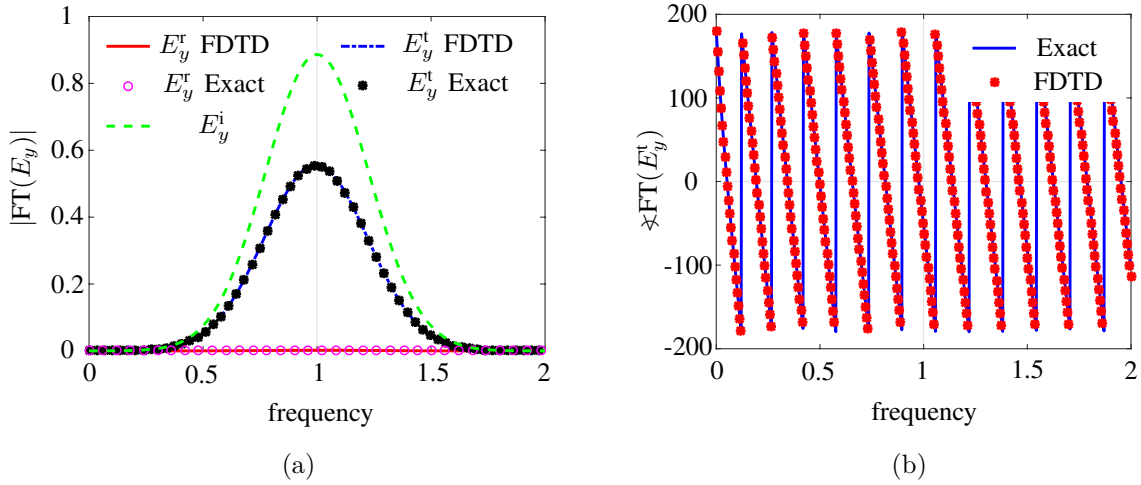 1
0.8
0.6
0.4
0.2
0
|FT(E_y)|
E_y^r FDTD
E_y^r Exact
E_y^i
E_y^t FDTD
E_y^t Exact
0 0.5 1 1.5 2
frequency
(a)
200
100
0
-100
-200
∢FT(E_y^t)
Exact
FDTD
0 0.5 1 1.5 2
frequency
(b)